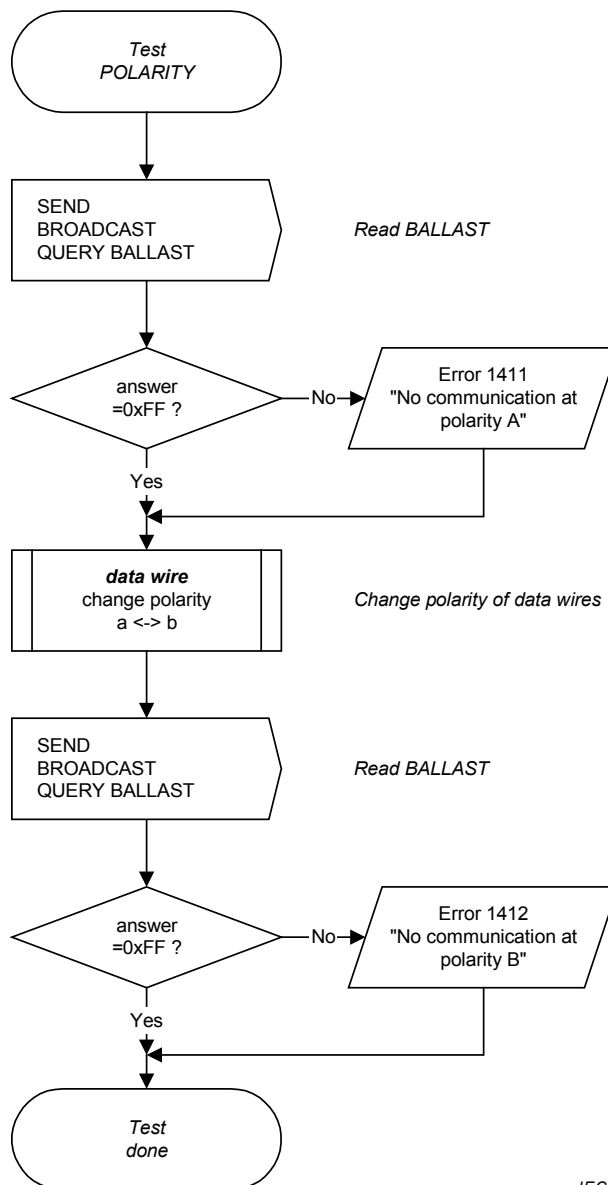 Test
POLARITY
SEND
BROADCAST
QUERY BALLAST
Read BALLAST
answer
=0xFF ?
No
Error 1411
"No communication at
polarity A"
Yes
data wire
change polarity
a <-> b
Change polarity of data wires
SEND
BROADCAST
QUERY BALLAST
Read BALLAST
answer
=0xFF ?
No
Error 1412
"No communication at
polarity B"
Yes
Test
done